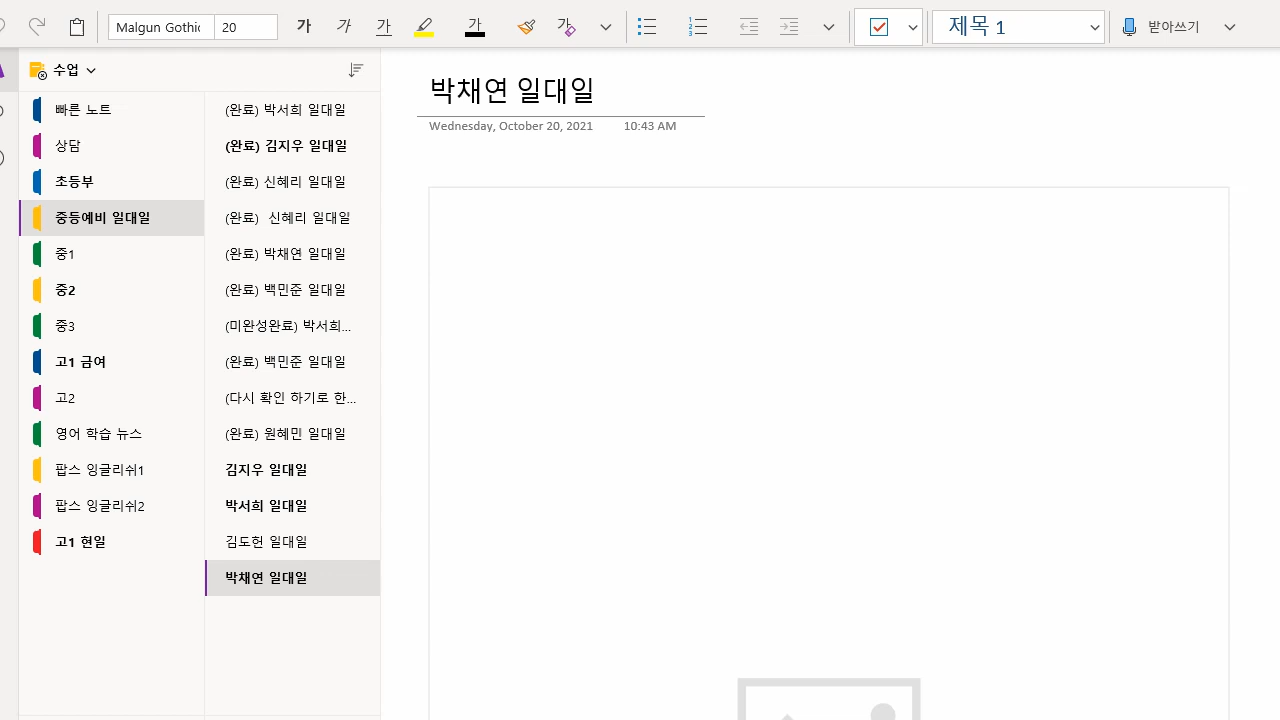 Malgun Gothic 20 가 가 가 가 가 제목 1 받아쓰기
수업
빠른 노트
상담
초등부
중등예비 일대일
중1
중2
중3
고1 금여
고2
영어 학습 뉴스
팝스 잉글리쉬1
팝스 잉글리쉬2
고1 현일
(완료) 박서희 일대일
(완료) 김지우 일대일
(완료) 신혜리 일대일
(완료)  신혜리 일대일
(완료) 박채연 일대일
(완료) 백민준 일대일
(미완성완료) 박서희...
(완료) 백민준 일대일
(다시 확인 하기로 한...
(완료) 원혜민 일대일
김지우 일대일
박서희 일대일
김도헌 일대일
박채연 일대일
박채연 일대일
Wednesday, October 20, 2021 10:43 AM